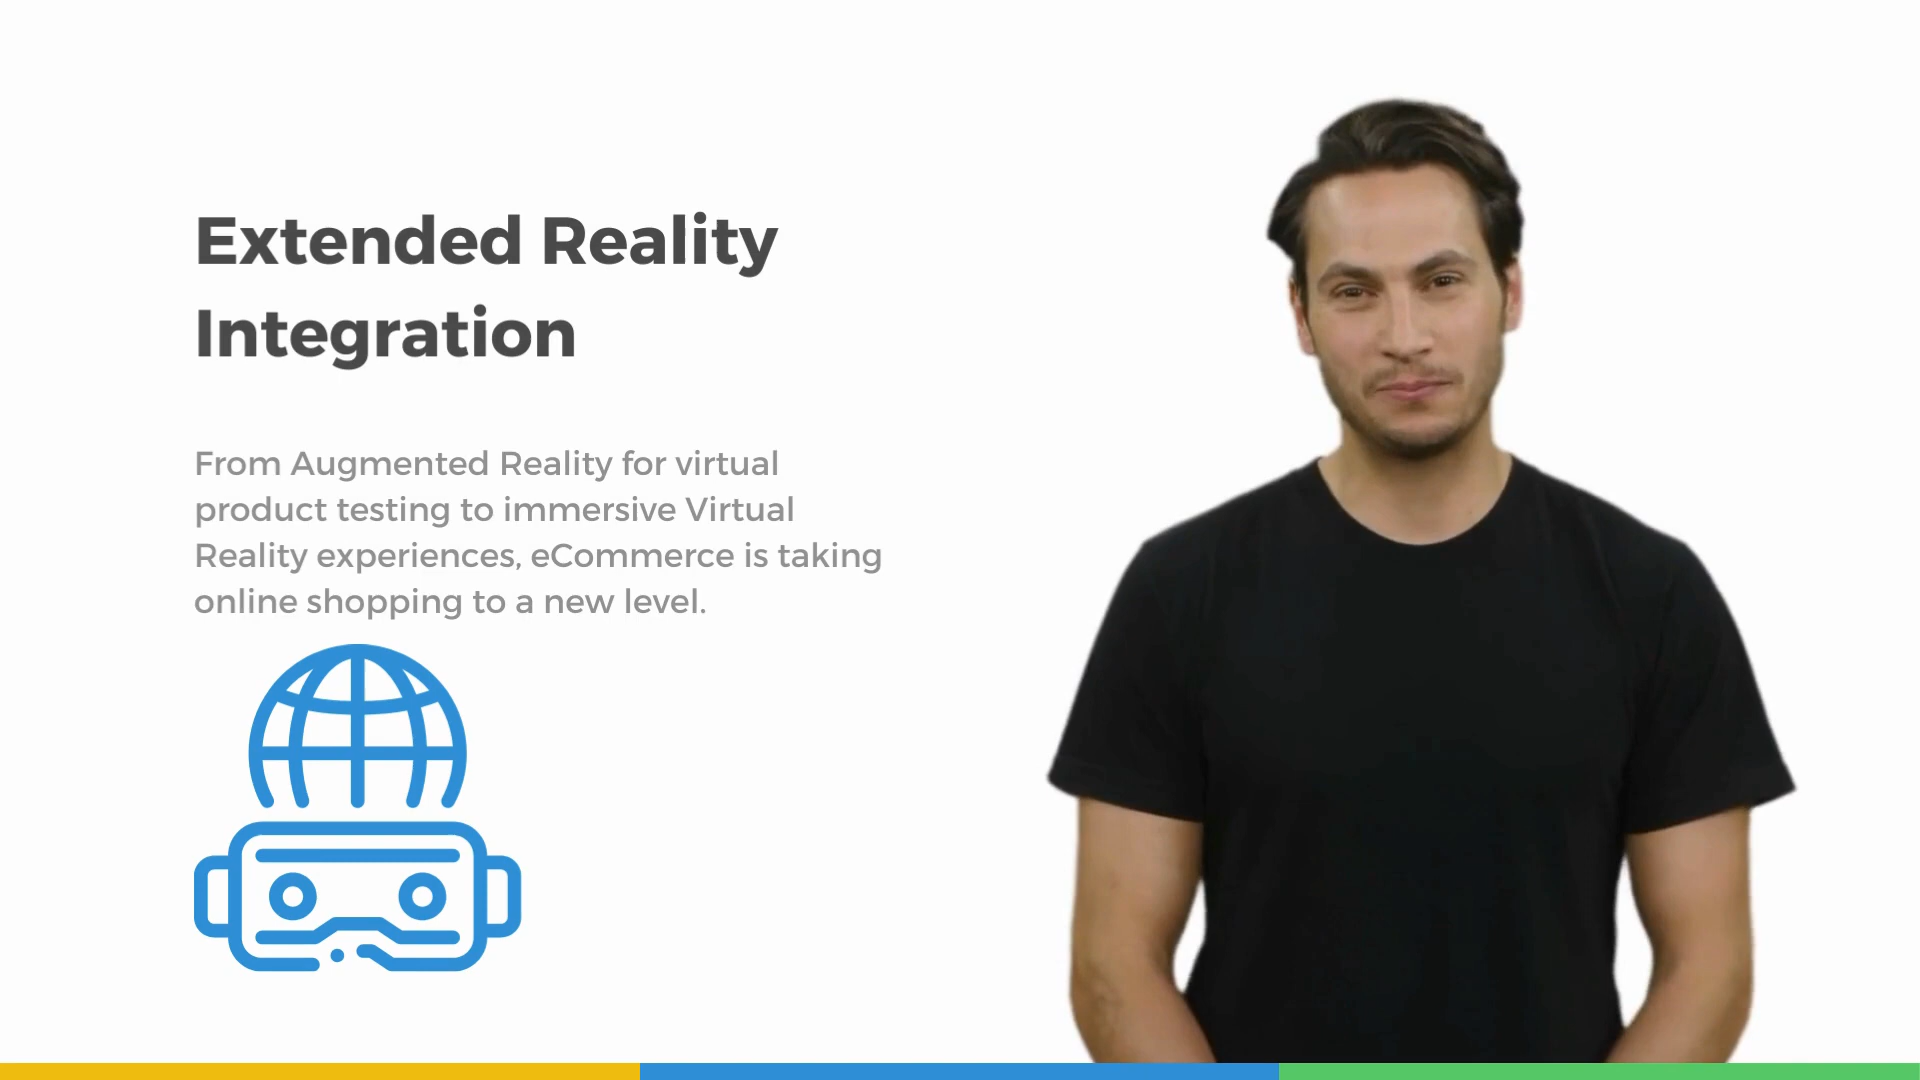 Extended Reality
Integration
From Augmented Reality for virtual
product testing to immersive Virtual
Reality experiences, eCommerce is taking
online shopping to a new level.